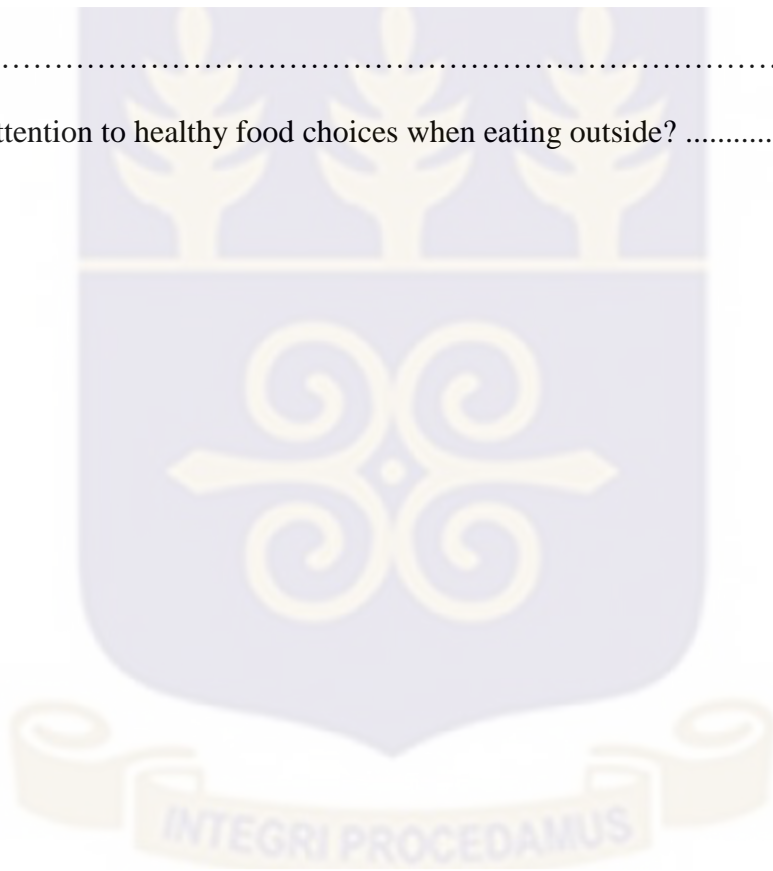 ……………………………………………………………………
ttention to healthy food choices when eating outside? ...........
INTEGRI PROCEDAMUS